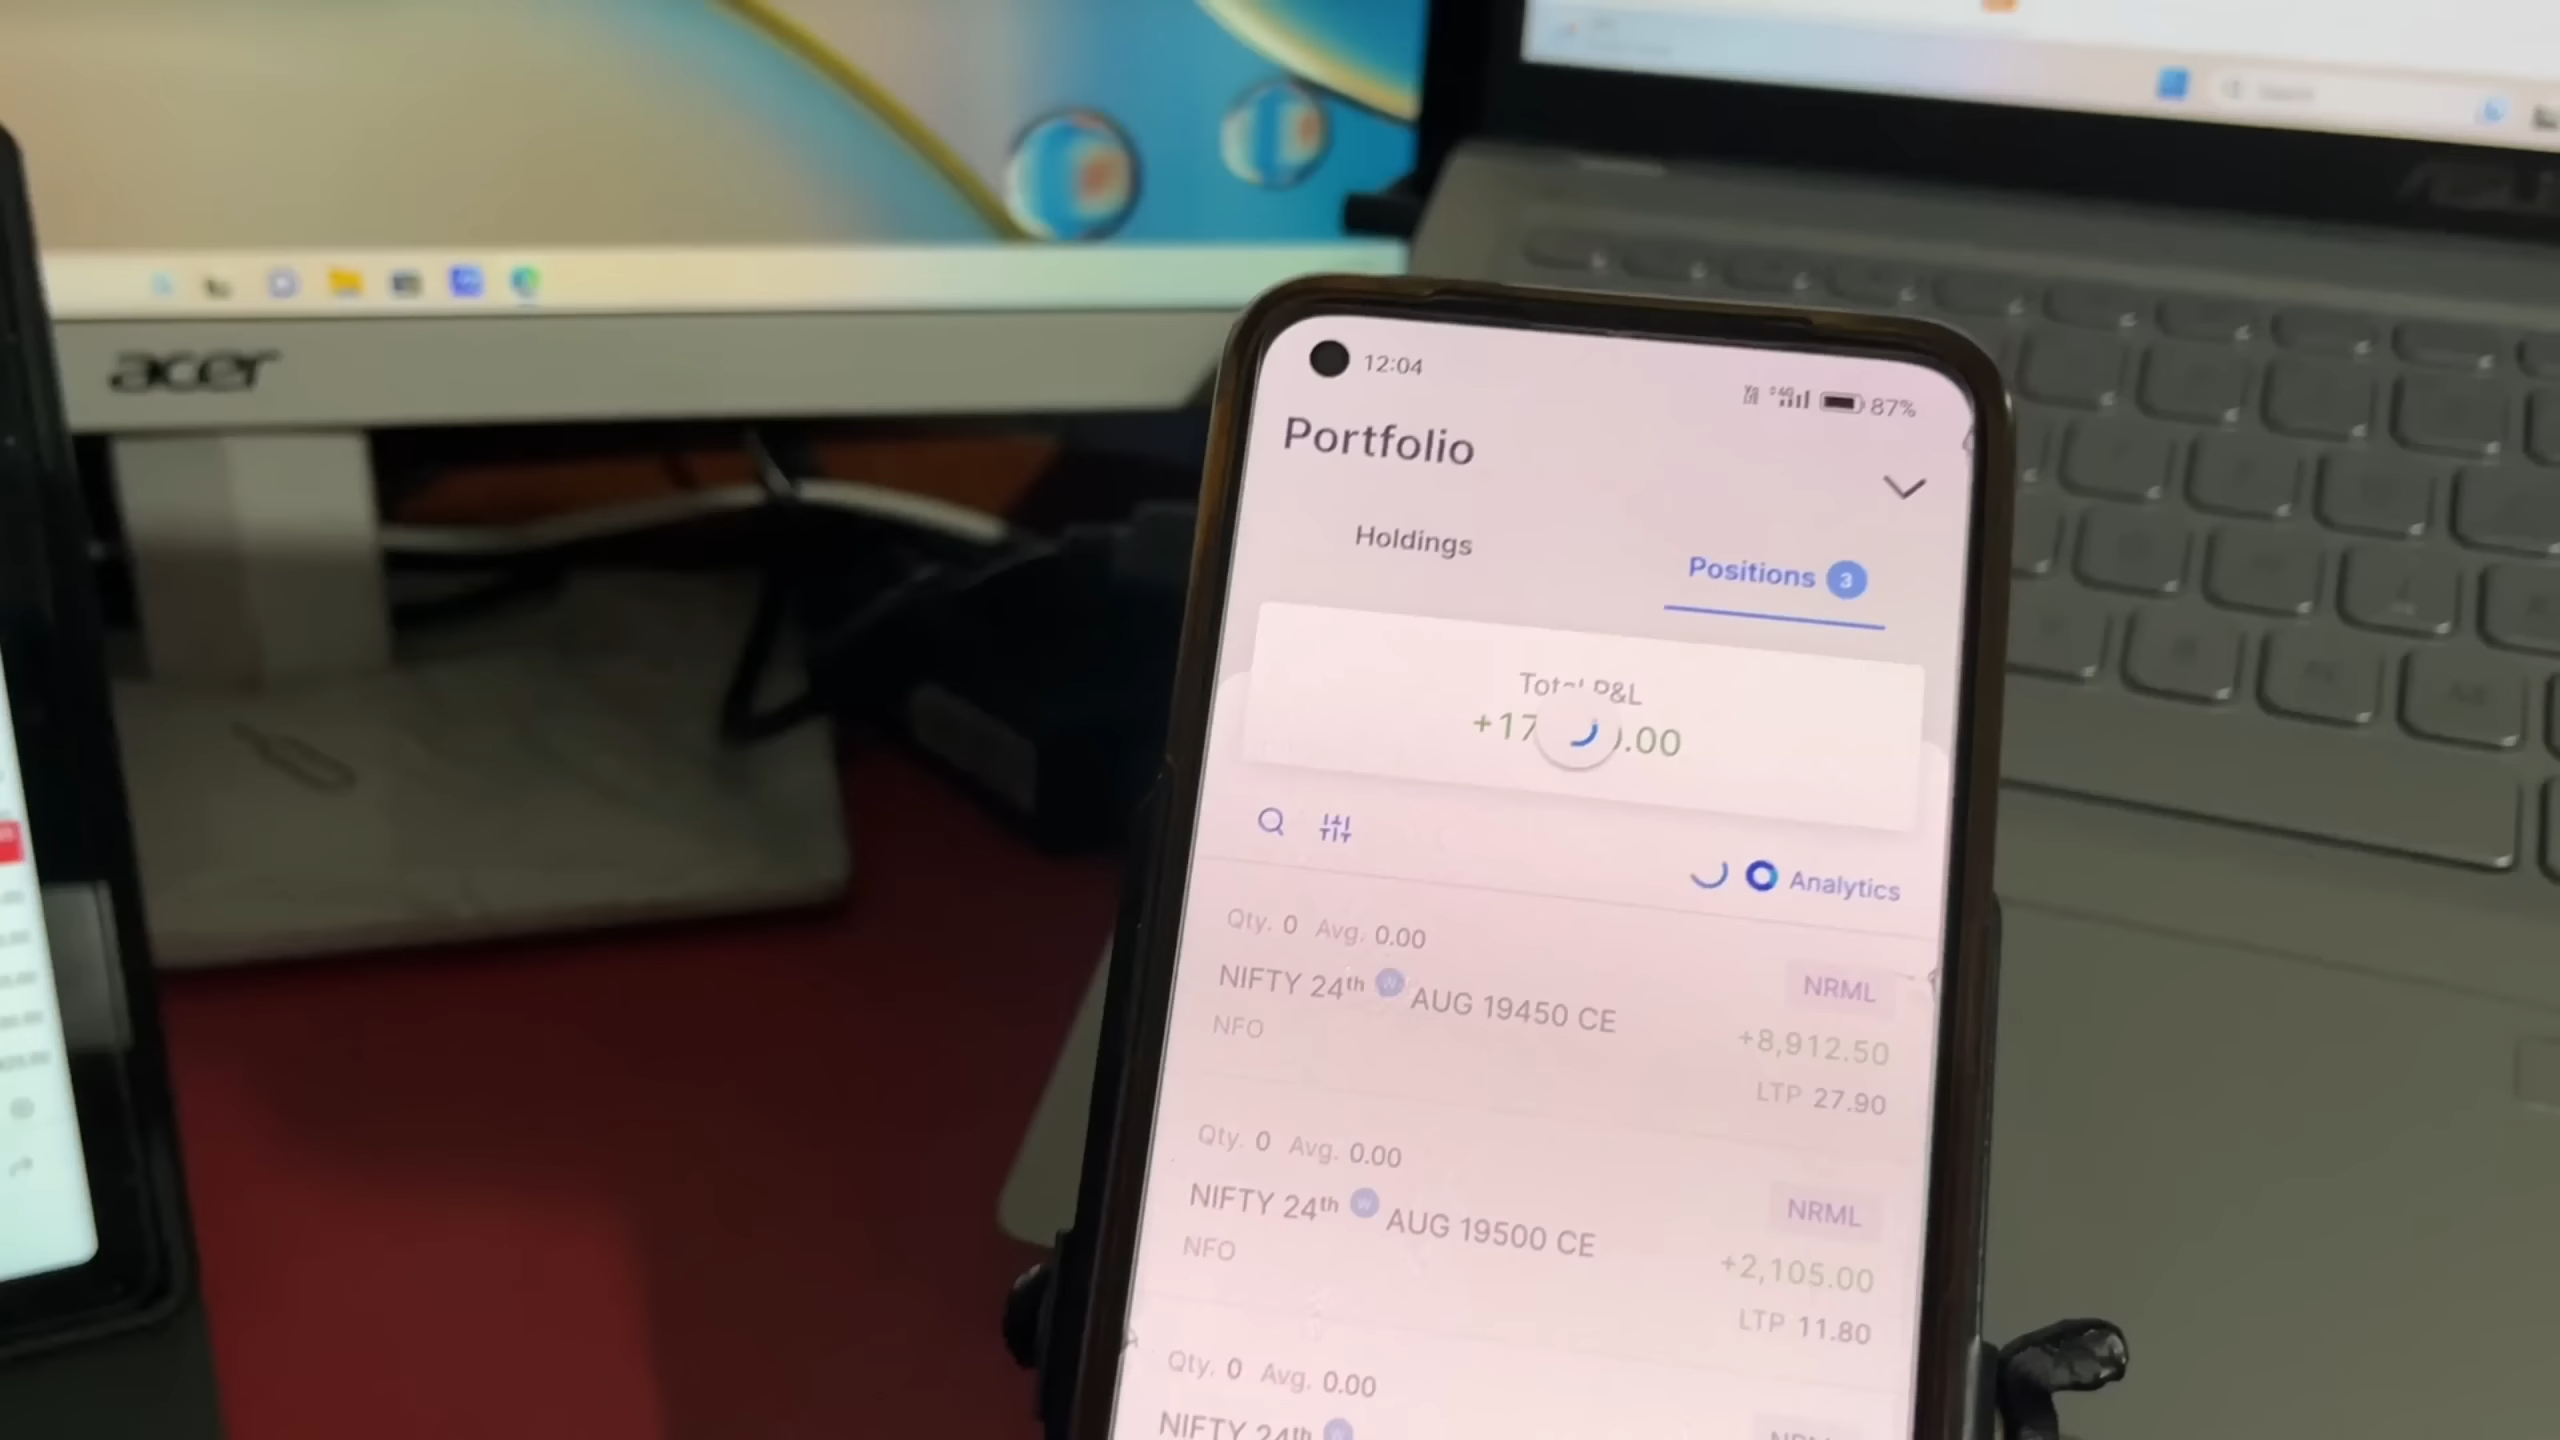 acer
12:04
87%
Portfolio
Holdings
Positions 3
Total P&L
+17 .00
Analytics
Qty. 0 Avg. 0.00
NRML
NIFTY 24th W AUG 19450 CE
+8,912.50
NFO
LTP 27.90
Qty. 0 Avg. 0.00
NRML
NIFTY 24th W AUG 19500 CE
+2,105.00
NFO
LTP 11.80
Qty. 0 Avg. 0.00
NRML
NIFTY 24th